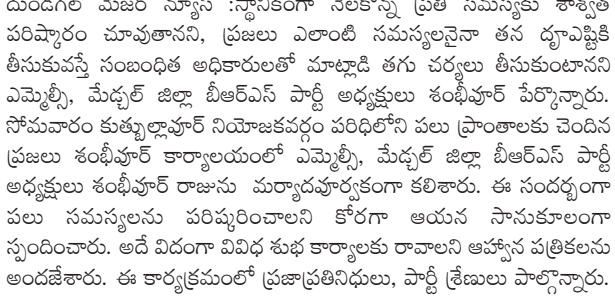 దుండిగల్ మేజర్ న్యూస్ :స్థానికంగా నెలకొన్న ప్రతి సమస్యకు శాశ్వత
పరిష్కారం చూపుతానని, ప్రజలు ఎలాంటి సమస్యలనైనా తన దృష్టికి
తీసుకువస్తే సంబంధిత అధికారులతో మాట్లాడి తగు చర్యలు తీసుకుంటానని
ఎమ్మెల్సీ, మేడ్చల్ జిల్లా బీఆర్ఎస్ పార్టీ అధ్యక్షులు శంభీపూర్ పేర్కొన్నారు.
సోమవారం కుత్బుల్లాపూర్ నియోజకవర్గం పరిధిలోని పలు ప్రాంతాలకు చెందిన
ప్రజలు శంభీపూర్ కార్యాలయంలో ఎమ్మెల్సీ, మేడ్చల్ జిల్లా బీఆర్ఎస్ పార్టీ
అధ్యక్షులు శంభీపూర్ రాజును మర్యాదపూర్వకంగా కలిశారు. ఈ సందర్భంగా
పలు సమస్యలను పరిష్కరించాలని కోరగా ఆయన సానుకూలంగా
స్పందించారు. అదే విదంగా వివిధ శుభ కార్యాలకు రావాలని ఆహ్వాన పత్రికలను
అందజేశారు. ఈ కార్యక్రమంలో ప్రజాప్రతినిధులు, పార్టీ శ్రేణులు పాల్గొన్నారు.